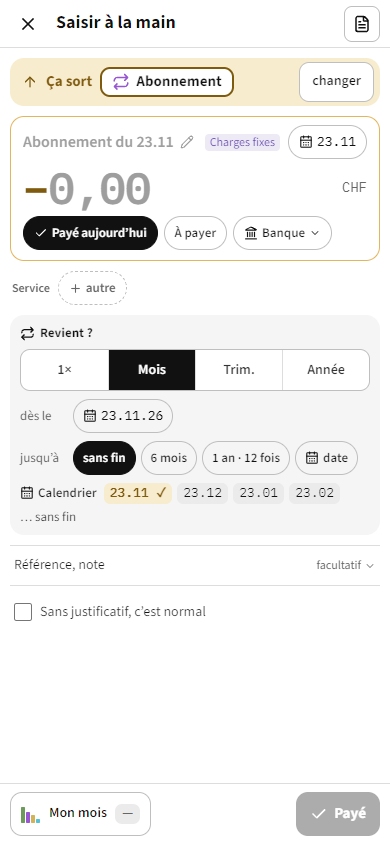 Saisir à la main
Ça sort Abonnement changer
Abonnement du 23.11 Charges fixes 23.11
–0,00 CHF
Payé aujourd’hui À payer Banque
Service + autre
Revient ?
1× Mois Trim. Année
dès le 23.11.26
jusqu’à sans fin 6 mois 1 an · 12 fois date
Calendrier 23.11 ✓ 23.12 23.01 23.02
… sans fin
Référence, note facultatif
Sans justificatif, c’est normal
Mon mois — Payé